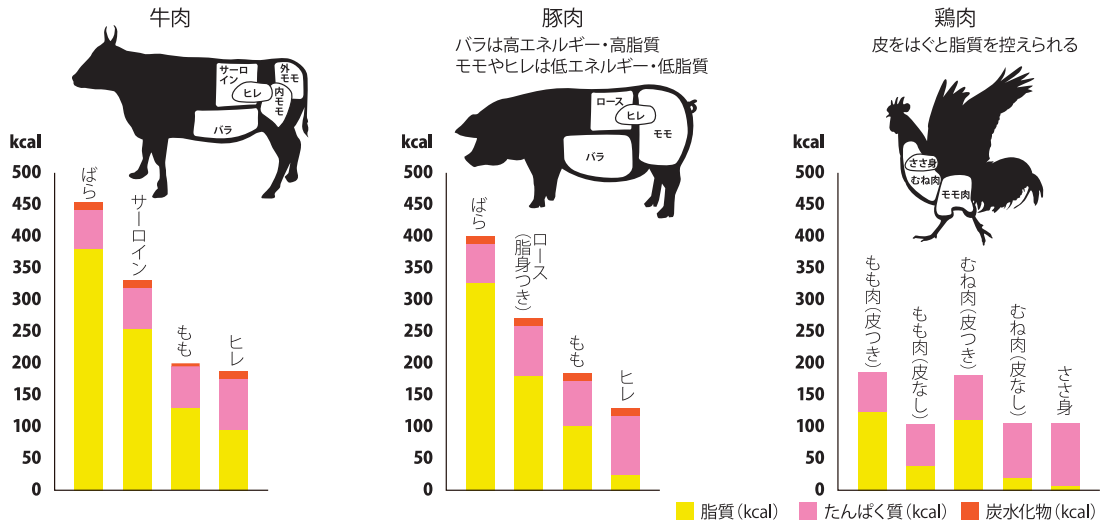 牛肉
サーロ
イン
ヒレ
外
モモ
内
モ
モ
バラ
kcal
500
450
400
350
300
250
200
150
100
50
0
ばら
サーロイン
もも
ヒレ
豚肉
バラは高エネルギー・高脂質
モモやヒレは低エネルギー・低脂質
ロース
ヒレ
モモ
バラ
kcal
500
450
400
350
300
250
200
150
100
50
0
ばら
ロース
(脂身つき)
もも
ヒレ
鶏肉
皮をはぐと脂質を控えられる
ささ身
むね肉
モモ肉
kcal
500
450
400
350
300
250
200
150
100
50
0
もも肉(皮つき)
もも肉(皮なし)
むね肉(皮つき)
むね肉(皮なし)
ささ身
脂質(kcal)
たんぱく質(kcal)
炭水化物(kcal)